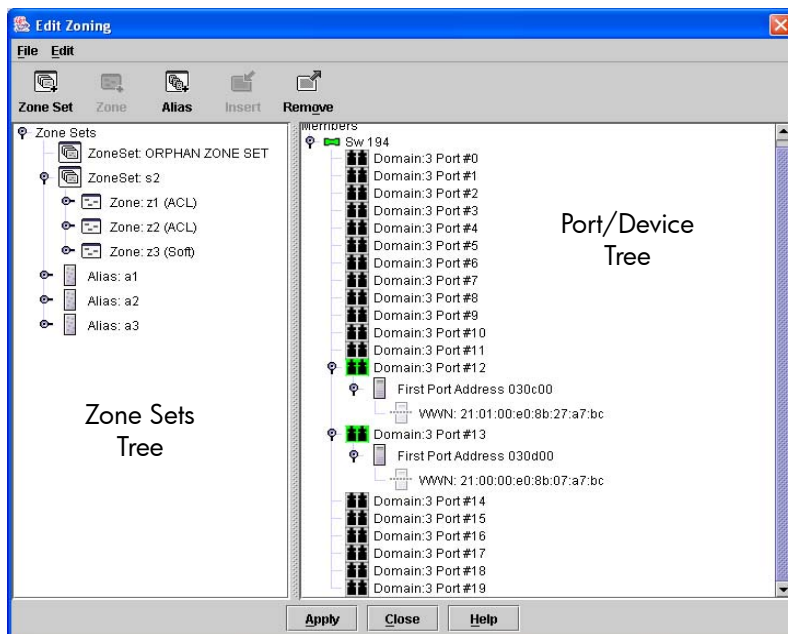 Edit Zoning
File Edit
Zone Set Zone Alias Insert Remove
Zone Sets
ZoneSet: ORPHAN ZONE SET
ZoneSet: s2
Zone: z1 (ACL)
Zone: z2 (ACL)
Zone: z3 (Soft)
Alias: a1
Alias: a2
Alias: a3
Zone Sets
Tree
Members
Sw 194
Domain:3 Port #0
Domain:3 Port #1
Domain:3 Port #2
Domain:3 Port #3
Domain:3 Port #4
Domain:3 Port #5
Domain:3 Port #6
Domain:3 Port #7
Domain:3 Port #8
Domain:3 Port #9
Domain:3 Port #10
Domain:3 Port #11
Domain:3 Port #12
First Port Address 030c00
WWN: 21:01:00:e0:8b:27:a7:bc
Domain:3 Port #13
First Port Address 030d00
WWN: 21:00:00:e0:8b:07:a7:bc
Domain:3 Port #14
Domain:3 Port #15
Domain:3 Port #16
Domain:3 Port #17
Domain:3 Port #18
Domain:3 Port #19
Port/Device
Tree
Apply Close Help